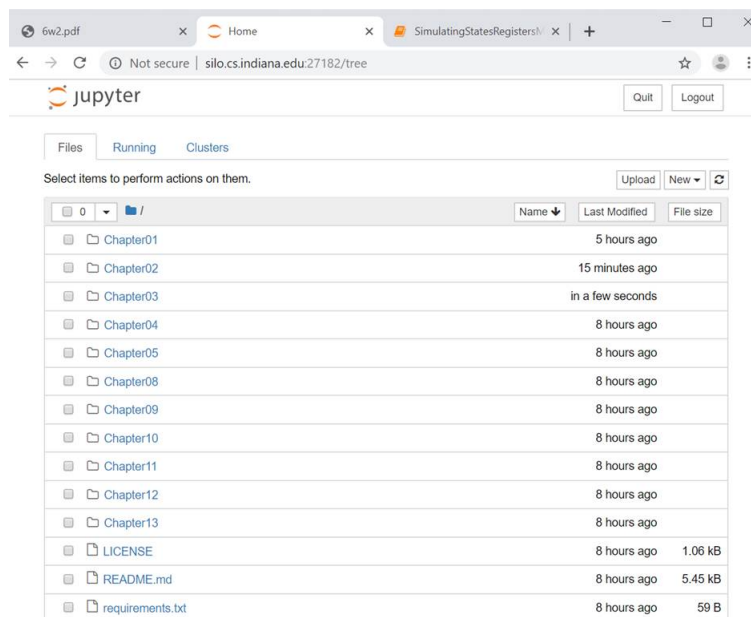 6w2.pdf Home SimulatingStatesRegisters
Not secure | silo.cs.indiana.edu:27182/tree
jupyter Quit Logout
Files Running Clusters
Select items to perform actions on them. Upload New
0 / Name Last Modified File size
Chapter01 5 hours ago
Chapter02 15 minutes ago
Chapter03 in a few seconds
Chapter04 8 hours ago
Chapter05 8 hours ago
Chapter08 8 hours ago
Chapter09 8 hours ago
Chapter10 8 hours ago
Chapter11 8 hours ago
Chapter12 8 hours ago
Chapter13 8 hours ago
LICENSE 8 hours ago 1.06 kB
README.md 8 hours ago 5.45 kB
requirements.txt 8 hours ago 59 B